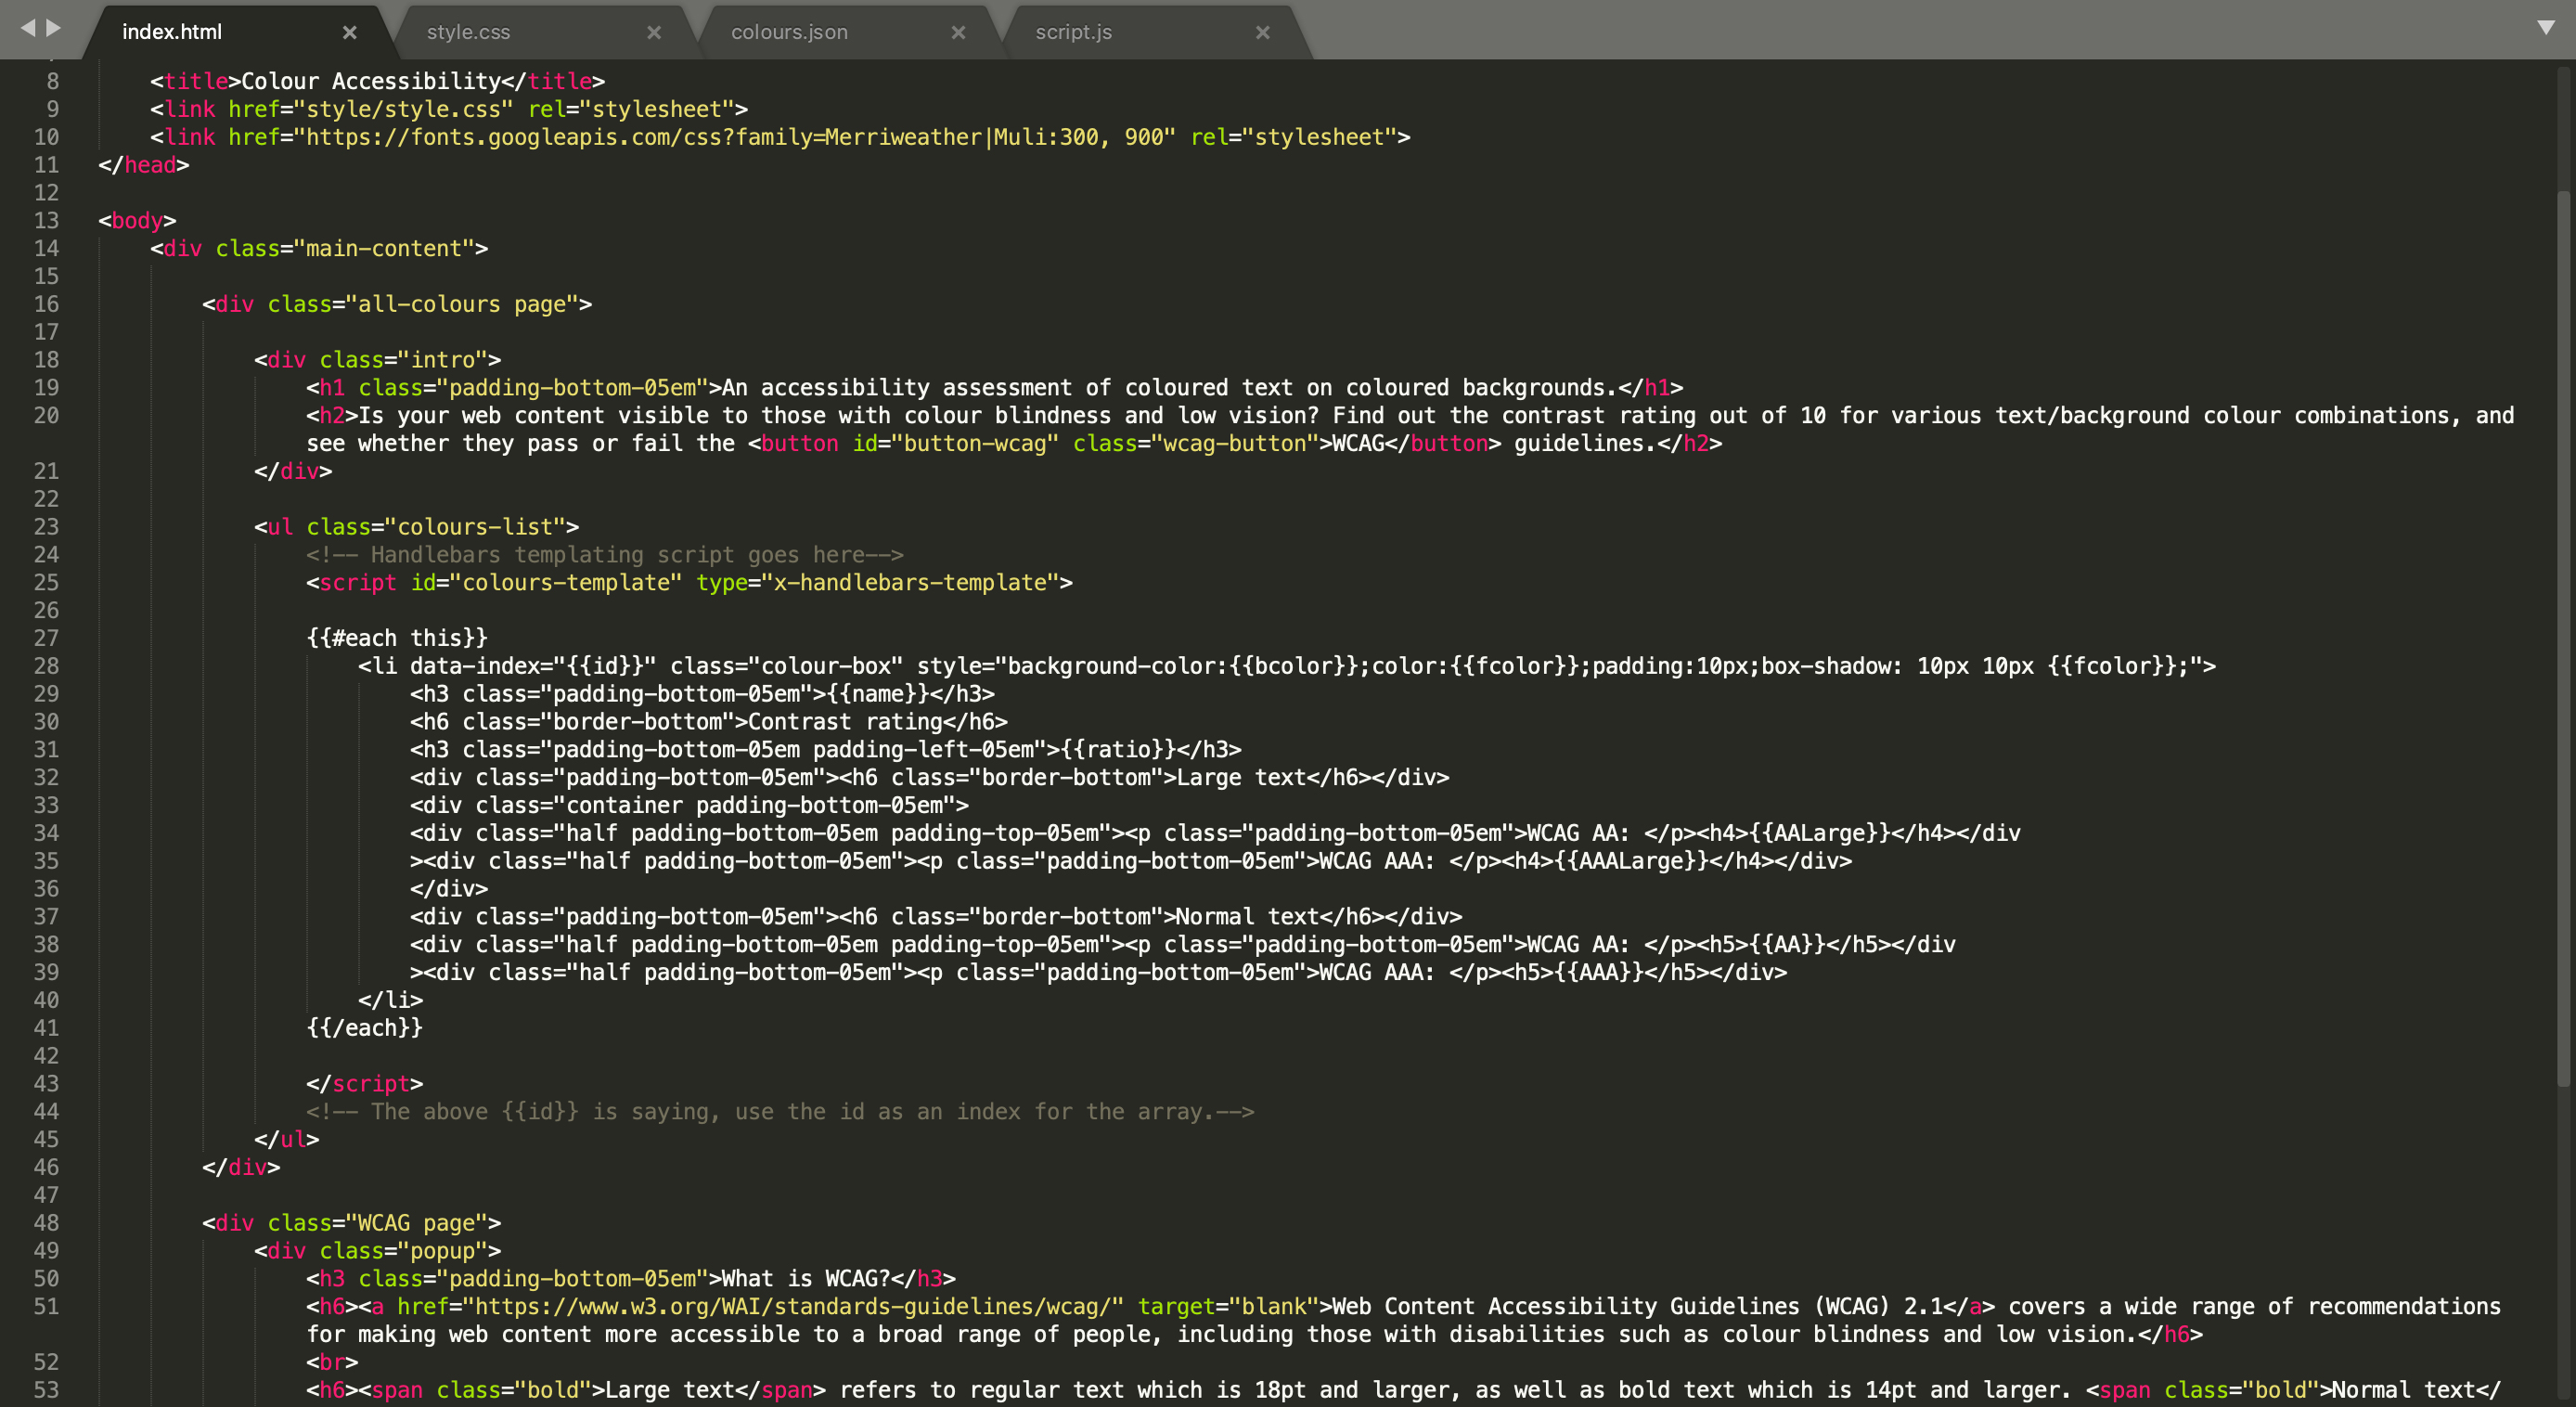 index.html × style.css × colours.json × script.js ×
8 <title>Colour Accessibility</title>
9 <link href="style/style.css" rel="stylesheet">
10 <link href="https://fonts.googleapis.com/css?family=Merriweather|Muli:300, 900" rel="stylesheet">
11 </head>
12
13 <body>
14 <div class="main-content">
15
16 <div class="all-colours page">
17
18 <div class="intro">
19 <h1 class="padding-bottom-05em">An accessibility assessment of coloured text on coloured backgrounds.</h1>
20 <h2>Is your web content visible to those with colour blindness and low vision? Find out the contrast rating out of 10 for various text/background colour combinations, and
see whether they pass or fail the <button id="button-wcag" class="wcag-button">WCAG</button> guidelines.</h2>
21 </div>
22
23 <ul class="colours-list">
24 <!-- Handlebars templating script goes here-->
25 <script id="colours-template" type="x-handlebars-template">
26
27 {{#each this}}
28 <li data-index="{{id}}" class="colour-box" style="background-color:{{bcolor}};color:{{fcolor}};padding:10px;box-shadow: 10px 10px {{fcolor}};">
29 <h3 class="padding-bottom-05em">{{name}}</h3>
30 <h6 class="border-bottom">Contrast rating</h6>
31 <h3 class="padding-bottom-05em padding-left-05em">{{ratio}}</h3>
32 <div class="padding-bottom-05em"><h6 class="border-bottom">Large text</h6></div>
33 <div class="container padding-bottom-05em">
34 <div class="half padding-bottom-05em padding-top-05em"><p class="padding-bottom-05em">WCAG AA: </p><h4>{{AALarge}}</h4></div
35 ><div class="half padding-bottom-05em"><p class="padding-bottom-05em">WCAG AAA: </p><h4>{{AAALarge}}</h4></div>
36 </div>
37 <div class="padding-bottom-05em"><h6 class="border-bottom">Normal text</h6></div>
38 <div class="half padding-bottom-05em padding-top-05em"><p class="padding-bottom-05em">WCAG AA: </p><h5>{{AA}}</h5></div
39 ><div class="half padding-bottom-05em"><p class="padding-bottom-05em">WCAG AAA: </p><h5>{{AAA}}</h5></div>
40 </li>
41 {{/each}}
42
43 </script>
44 <!-- The above {{id}} is saying, use the id as an index for the array.-->
45 </ul>
46 </div>
47
48 <div class="WCAG page">
49 <div class="popup">
50 <h3 class="padding-bottom-05em">What is WCAG?</h3>
51 <h6><a href="https://www.w3.org/WAI/standards-guidelines/wcag/" target="blank">Web Content Accessibility Guidelines (WCAG) 2.1</a> covers a wide range of recommendations
for making web content more accessible to a broad range of people, including those with disabilities such as colour blindness and low vision.</h6>
52 <br>
53 <h6><span class="bold">Large text</span> refers to regular text which is 18pt and larger, as well as bold text which is 14pt and larger. <span class="bold">Normal text</